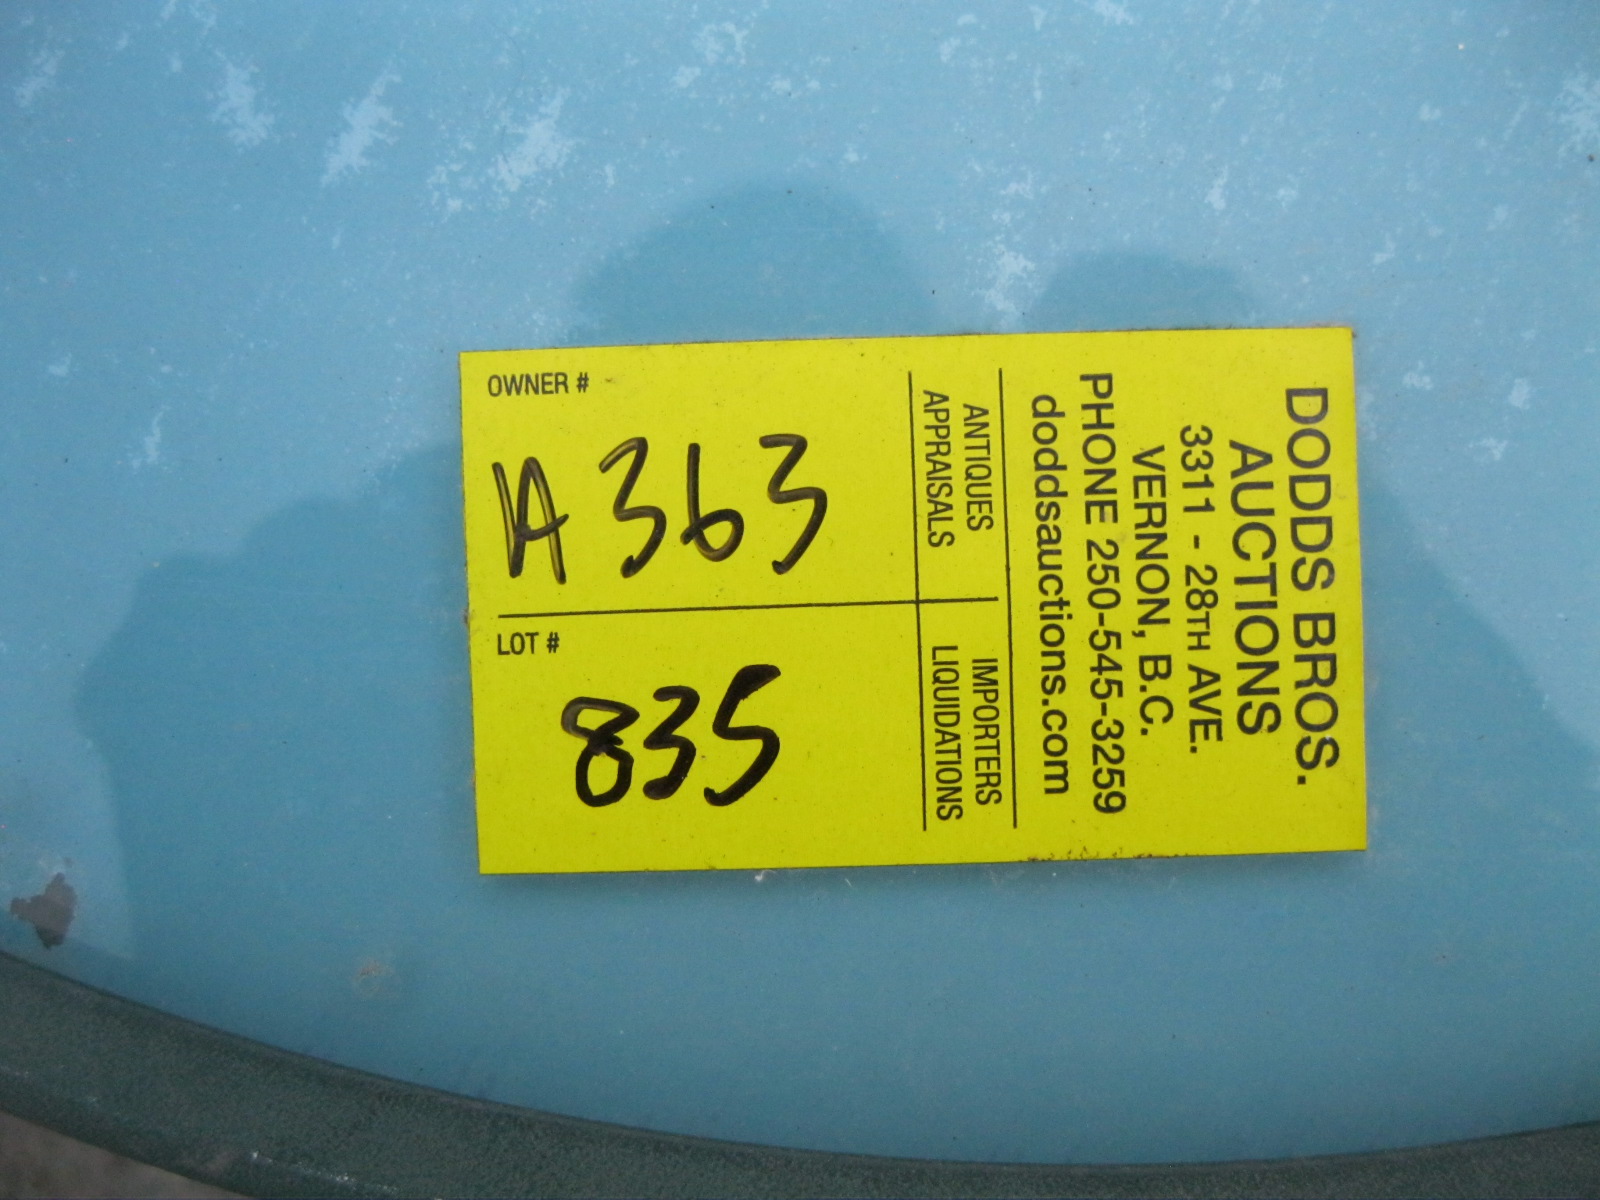 OWNER #
A 363
LOT #
835
ANTIQUES
APPRAISALS
IMPORTERS
LIQUIDATIONS
DODDS BROS.
AUCTIONS
3311 - 28TH AVE.
VERNON, B.C.
PHONE 250-545-3259
doddsauctions.com